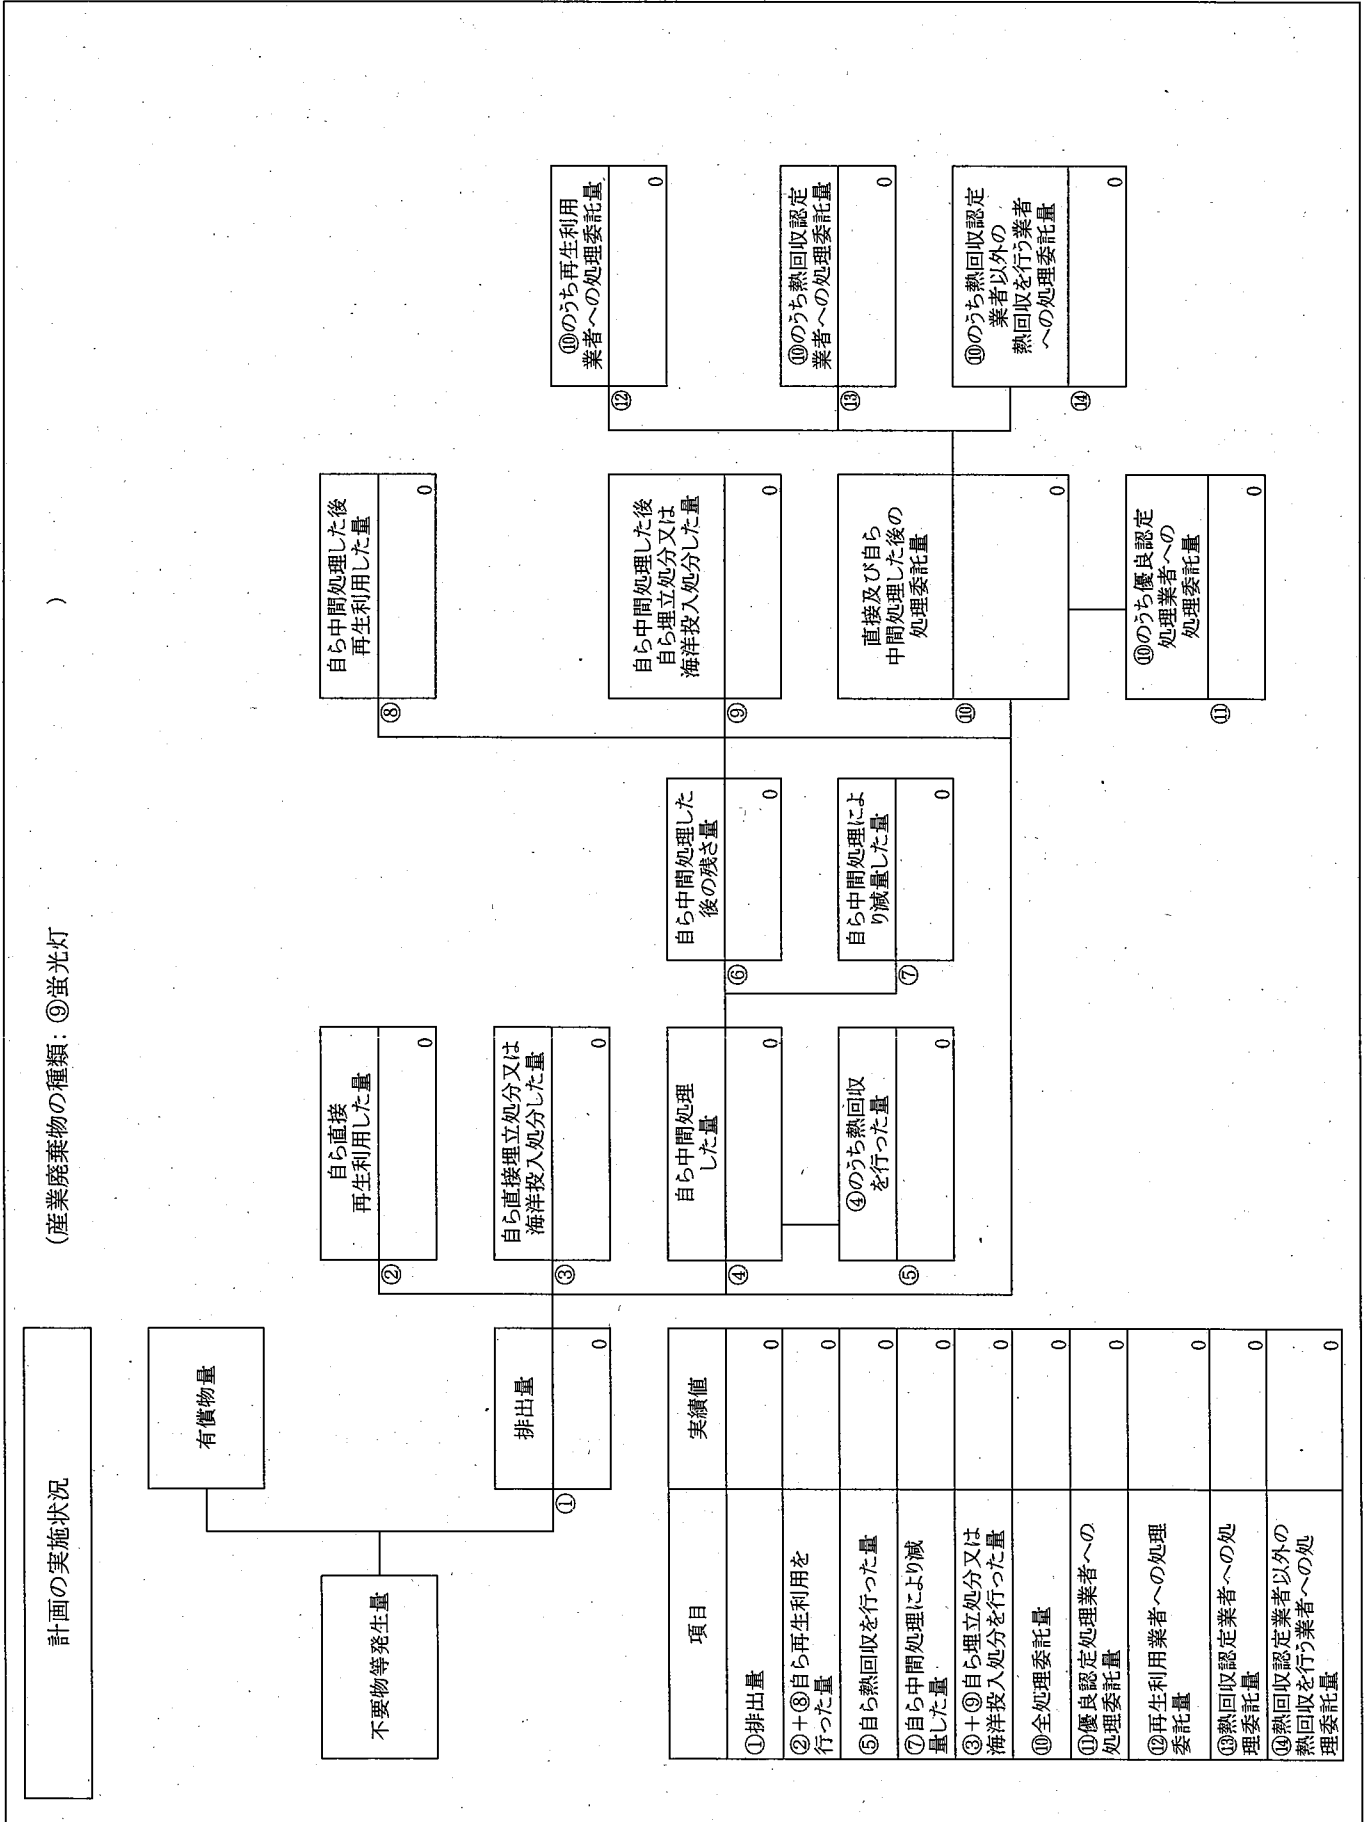 計画の実施状況
(産業廃棄物の種類：⑨蛍光灯　　　　　)
不要物等発生量
有償物量
排出量
①
0
自ら直接
再生利用した量
②
0
自ら直接埋立処分又は
海洋投入処分した量
③
0
自ら中間処理
した量
④
0
④のうち熱回収
を行った量
⑤
0
自ら中間処理した
後の残さ量
⑥
0
自ら中間処理によ
り減量した量
⑦
0
自ら中間処理した後
再生利用した量
⑧
0
自ら中間処理した後
自ら埋立処分又は
海洋投入処分した量
⑨
0
直接及び自ら
中間処理した後の
処理委託量
⑩
0
⑩のうち優良認定
処理業者への
処理委託量
⑪
0
⑩のうち再生利用
業者への処理委託量
⑫
0
⑩のうち熱回収認定
業者への処理委託量
⑬
0
⑩のうち熱回収認定
業者以外の
熱回収を行う業者
への処理委託量
⑭
0
項目 実績値
①排出量 0
②+⑧自ら再生利用を
行った量 0
⑤自ら熱回収を行った量 0
⑦自ら中間処理により減
量した量 0
③+⑨自ら埋立処分又は
海洋投入処分を行った量 0
⑩全処理委託量 0
⑪優良認定処理業者への
処理委託量 0
⑫再生利用業者への処理
委託量 0
⑬熱回収認定業者への処
理委託量 0
⑭熱回収認定業者以外の
熱回収を行う業者への処
理委託量 0